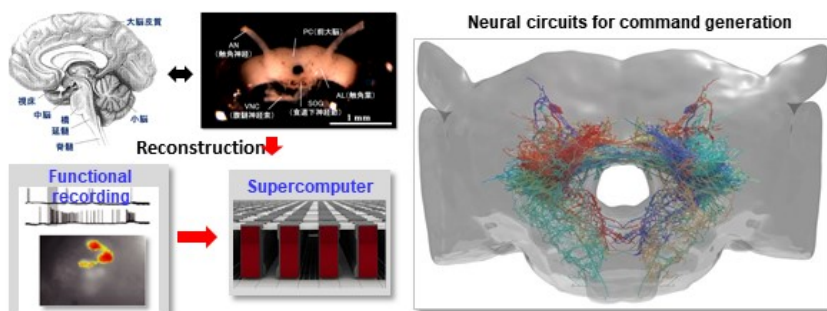 大脳皮質
視床
中脳
橋
延髄
脊髄
小脳
AN
(触角神経)
PC(前大脳)
AL(触角葉)
VNC
(腹髄神経索)
SOG
(食道下神経節)
1 mm
Reconstruction
Functional
recording
Supercomputer
Neural circuits for command generation